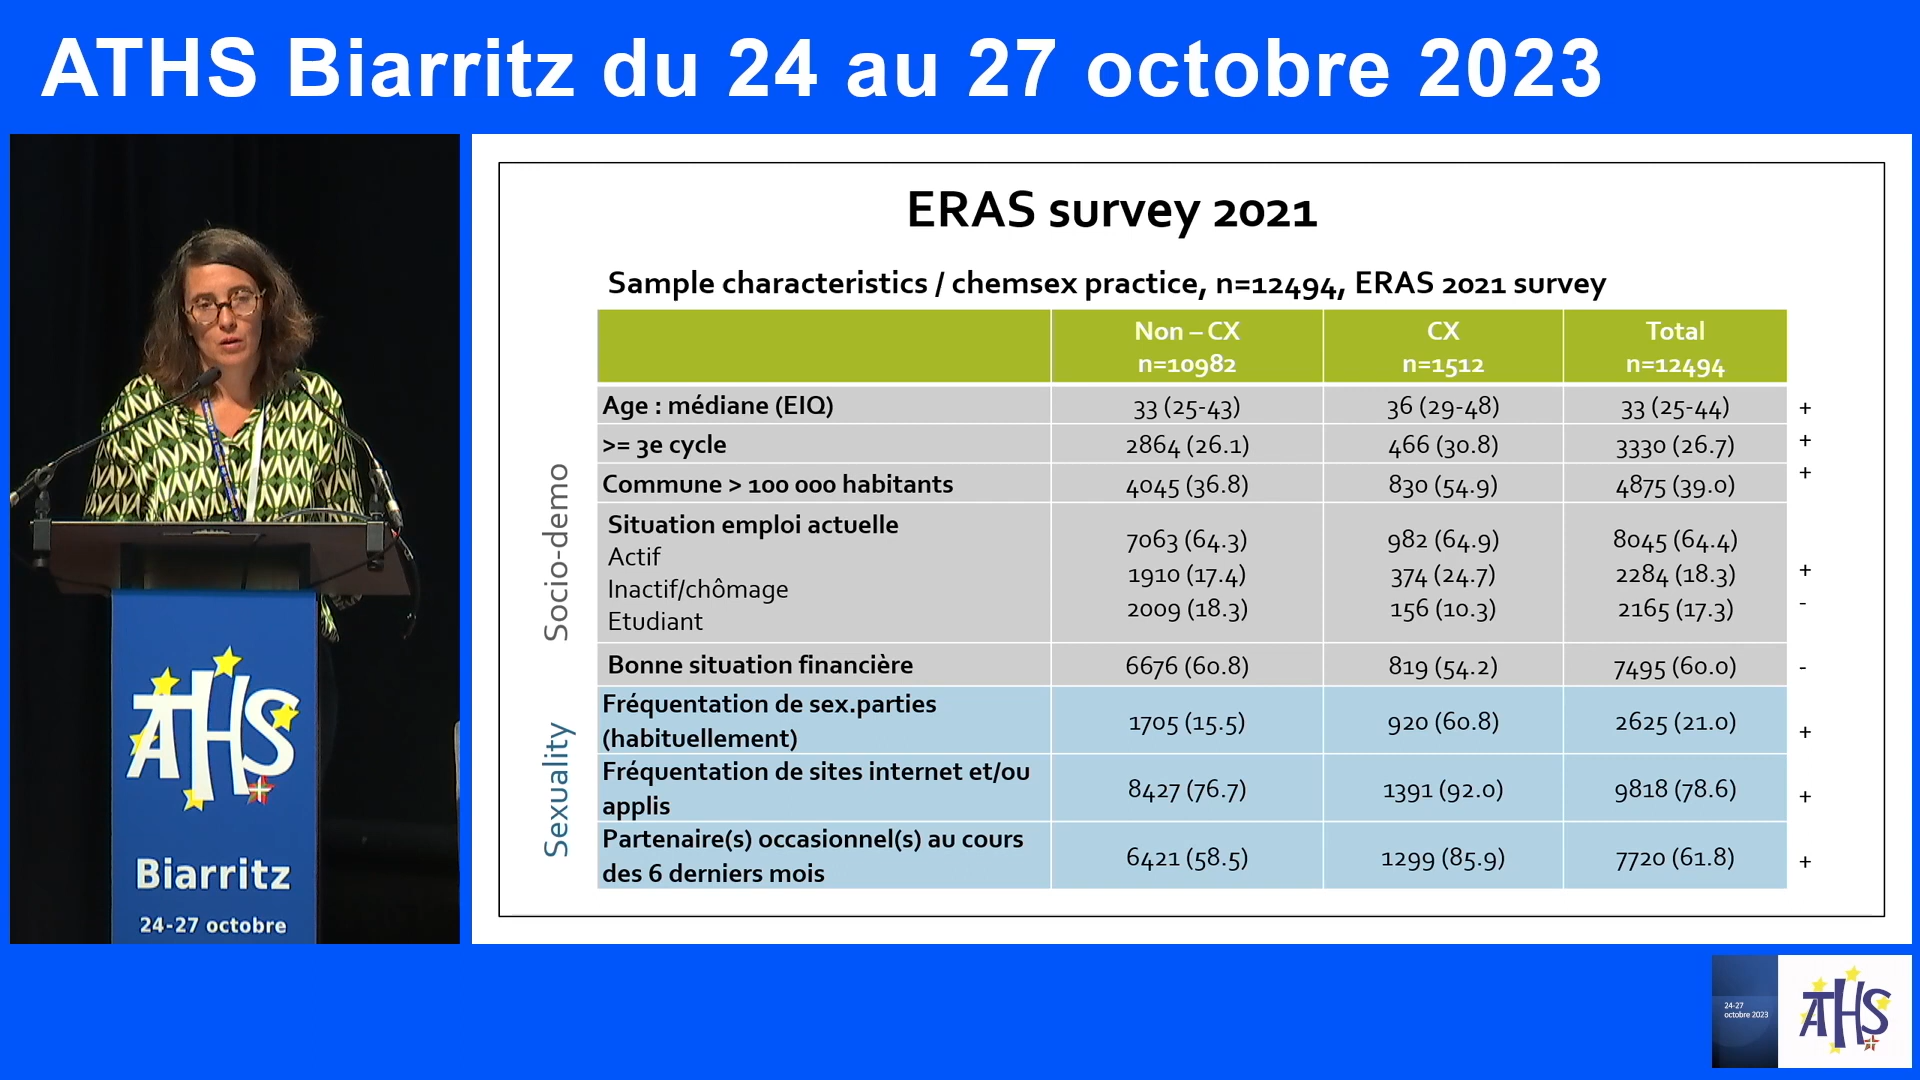 ATHS Biarritz du 24 au 27 octobre 2023
ATHS
Biarritz
24-27 octobre
ERAS survey 2021
Sample characteristics / chemsex practice, n=12494, ERAS 2021 survey
Non – CX n=10982 CX n=1512 Total n=12494
Socio-demo
Age : médiane (EIQ) 33 (25-43) 36 (29-48) 33 (25-44) +
>= 3e cycle 2864 (26.1) 466 (30.8) 3330 (26.7) +
Commune > 100 000 habitants 4045 (36.8) 830 (54.9) 4875 (39.0) +
Situation emploi actuelle
Actif 7063 (64.3) 982 (64.9) 8045 (64.4)
Inactif/chômage 1910 (17.4) 374 (24.7) 2284 (18.3) +
Etudiant 2009 (18.3) 156 (10.3) 2165 (17.3) -
Bonne situation financière 6676 (60.8) 819 (54.2) 7495 (60.0) -
Sexuality
Fréquentation de sex.parties
(habituellement) 1705 (15.5) 920 (60.8) 2625 (21.0) +
Fréquentation de sites internet et/ou
applis 8427 (76.7) 1391 (92.0) 9818 (78.6) +
Partenaire(s) occasionnel(s) au cours
des 6 derniers mois 6421 (58.5) 1299 (85.9) 7720 (61.8) +
24-27
octobre 2023
ATHS